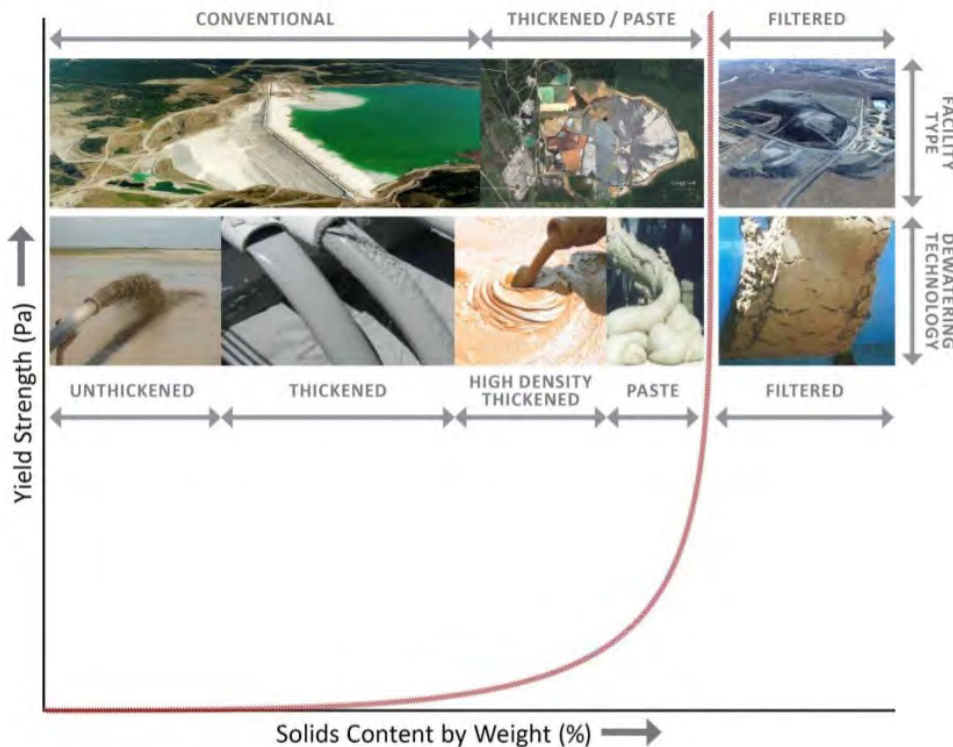 CONVENTIONAL
THICKENED / PASTE
FILTERED
FACILITY
TYPE
DEWATERING
TECHNOLOGY
UNTHICKENED
THICKENED
HIGH DENSITY
THICKENED
PASTE
FILTERED
Yield Strength (Pa)
Solids Content by Weight (%)